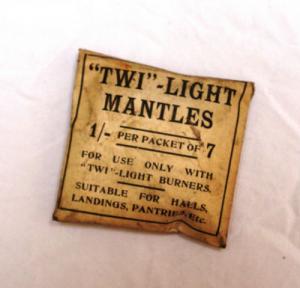 "TWI"-LIGHT
MANTLES
1/- PER PACKET OF 7
FOR USE ONLY WITH
"TWI"-LIGHT BURNERS.
SUITABLE FOR HALLS,
LANDINGS, PANTRIES, Etc.